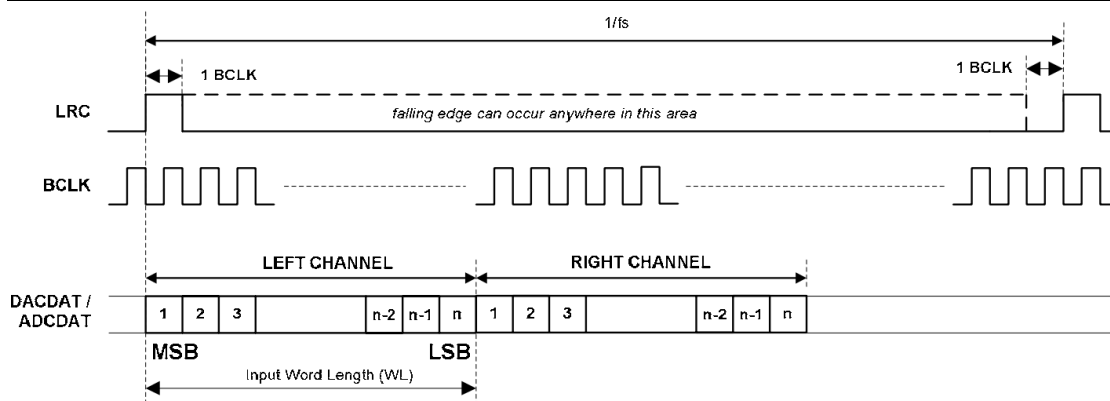 1/fs
1 BCLK
1 BCLK
LRC
falling edge can occur anywhere in this area
BCLK
LEFT CHANNEL
RIGHT CHANNEL
DACDAT /
ADCDAT
1 2 3 n-2 n-1 n 1 2 3 n-2 n-1 n
MSB
LSB
Input Word Length (WL)